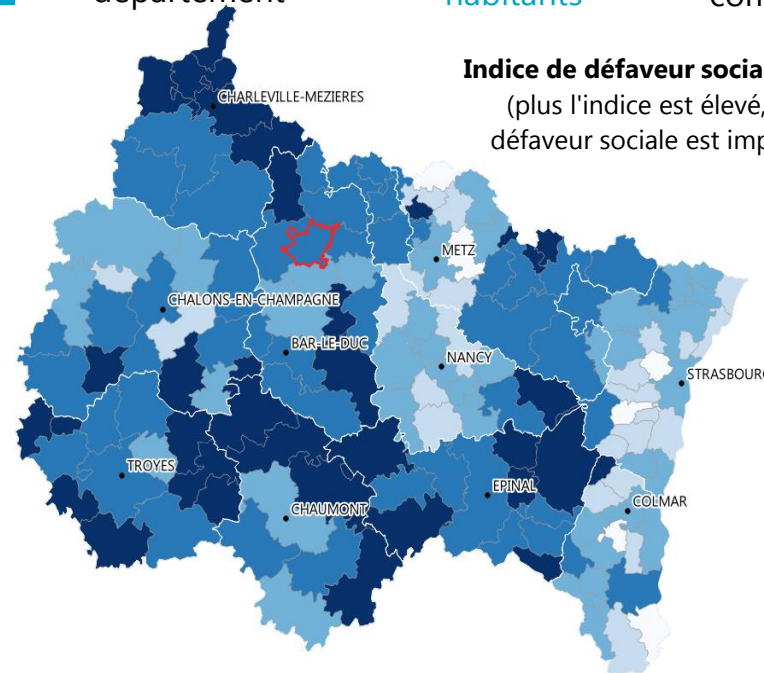 département
habitants
Indice de défaveur socia
(plus l'indice est élevé,
défaveur sociale est imp
CHARLEVILLE-MEZIERES
METZ
CHALONS-EN-CHAMPAGNE
BAR-LE-DUC
NANCY
STRASBOURG
TROYES
EPINAL
CHAUMONT
COLMAR